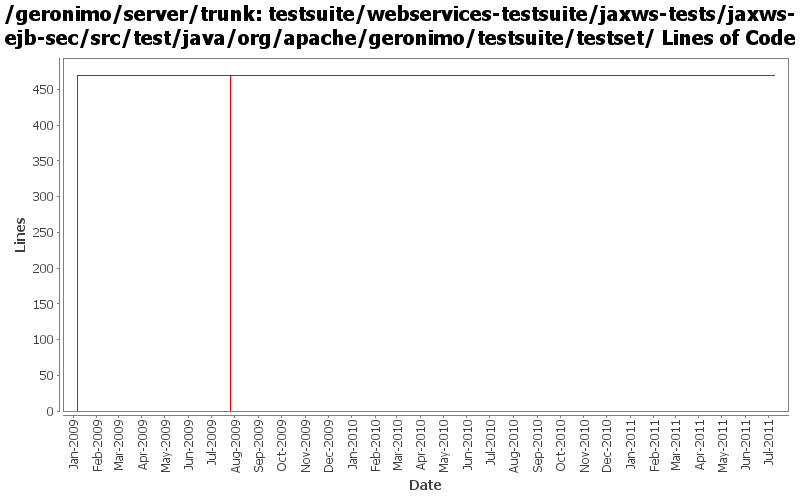 /geronimo/server/trunk: testsuite/webservices-testsuite/jaxws-tests/jaxws-
ejb-sec/src/test/java/org/apache/geronimo/testsuite/testset/ Lines of Code
450
400
350
300
250
200
150
100
50
0
Lines
Jan-2009
Feb-2009
Mar-2009
Apr-2009
May-2009
Jun-2009
Jul-2009
Aug-2009
Sep-2009
Oct-2009
Nov-2009
Dec-2009
Jan-2010
Feb-2010
Mar-2010
Apr-2010
May-2010
Jun-2010
Jul-2010
Aug-2010
Sep-2010
Oct-2010
Nov-2010
Dec-2010
Jan-2011
Feb-2011
Mar-2011
Apr-2011
May-2011
Jun-2011
Jul-2011
Date